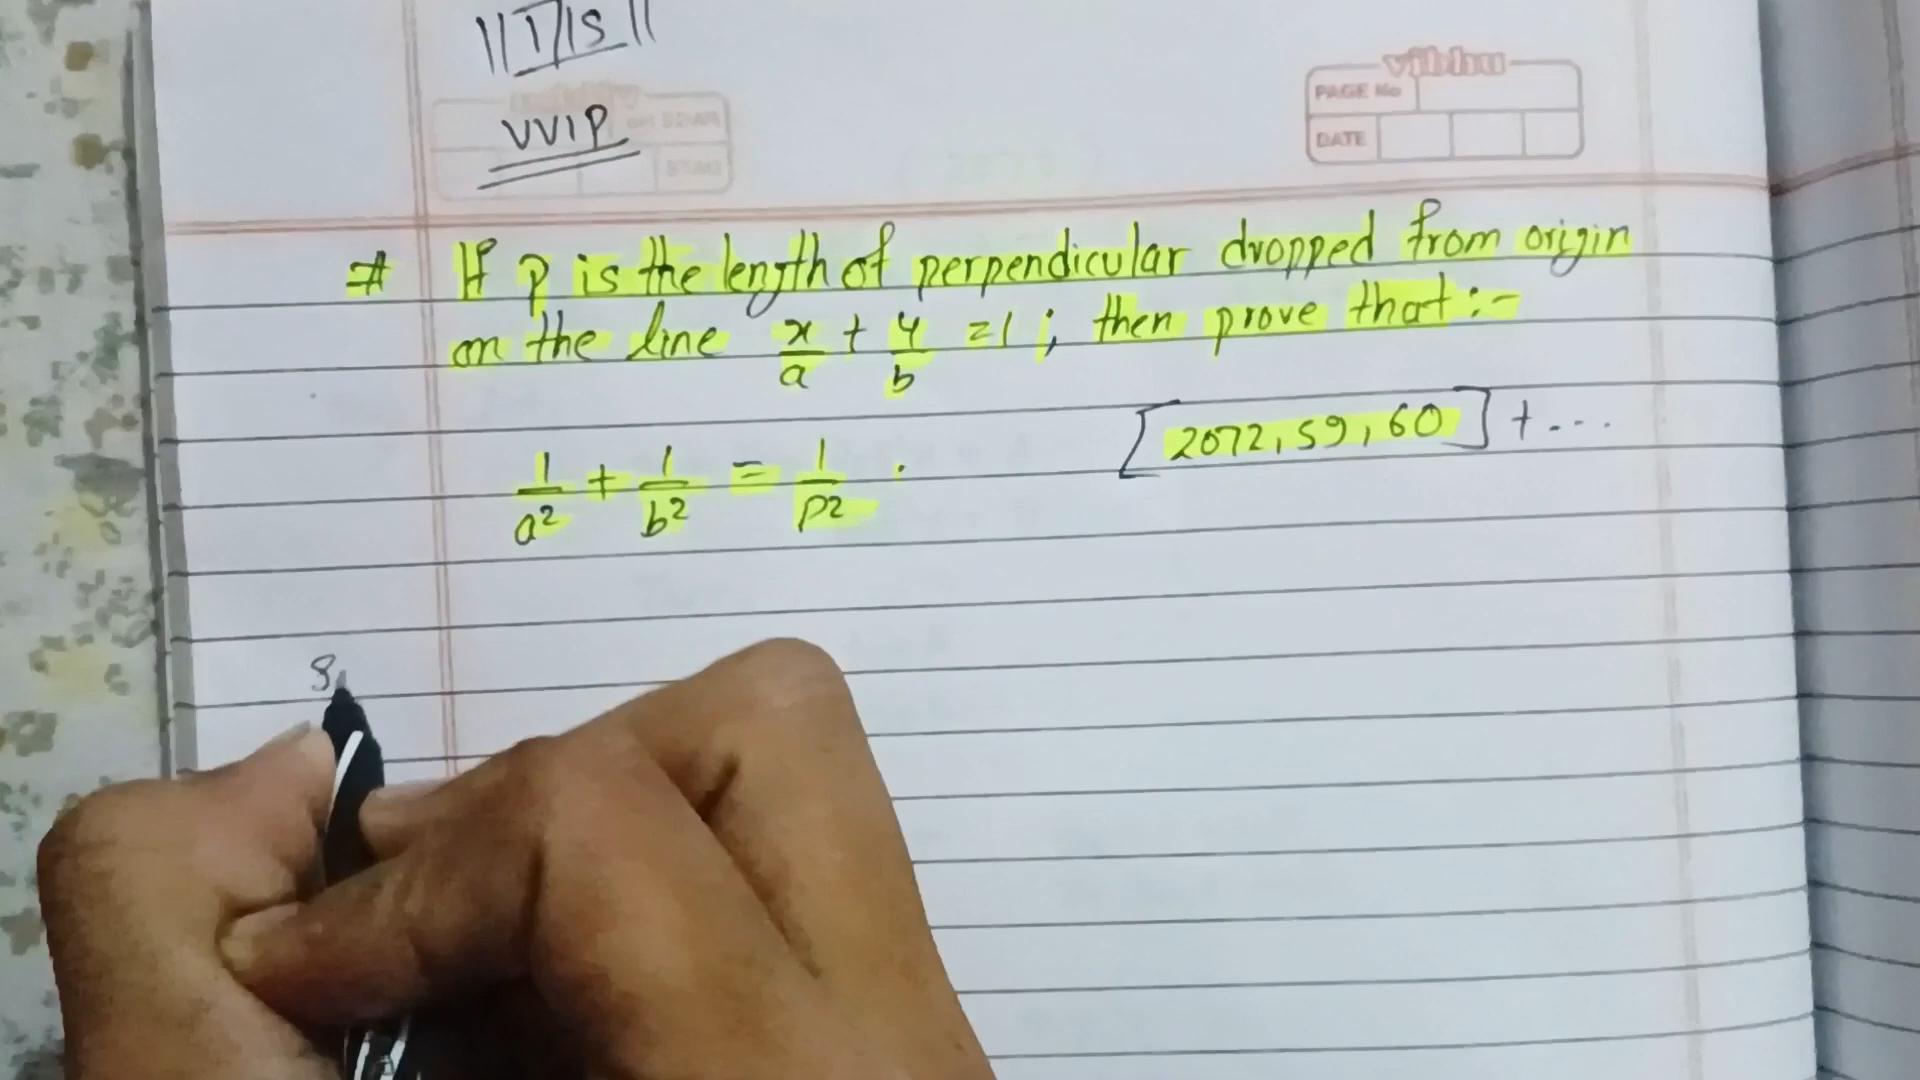 ||T/S||
VVIP
vibhu
PAGE No
DATE
# If p is the length of perpendicular dropped from origin
on the line x/a + y/b =1 ; then prove that :-
[2072, 59, 60] + ...
1/a² + 1/b² = 1/p² .
S